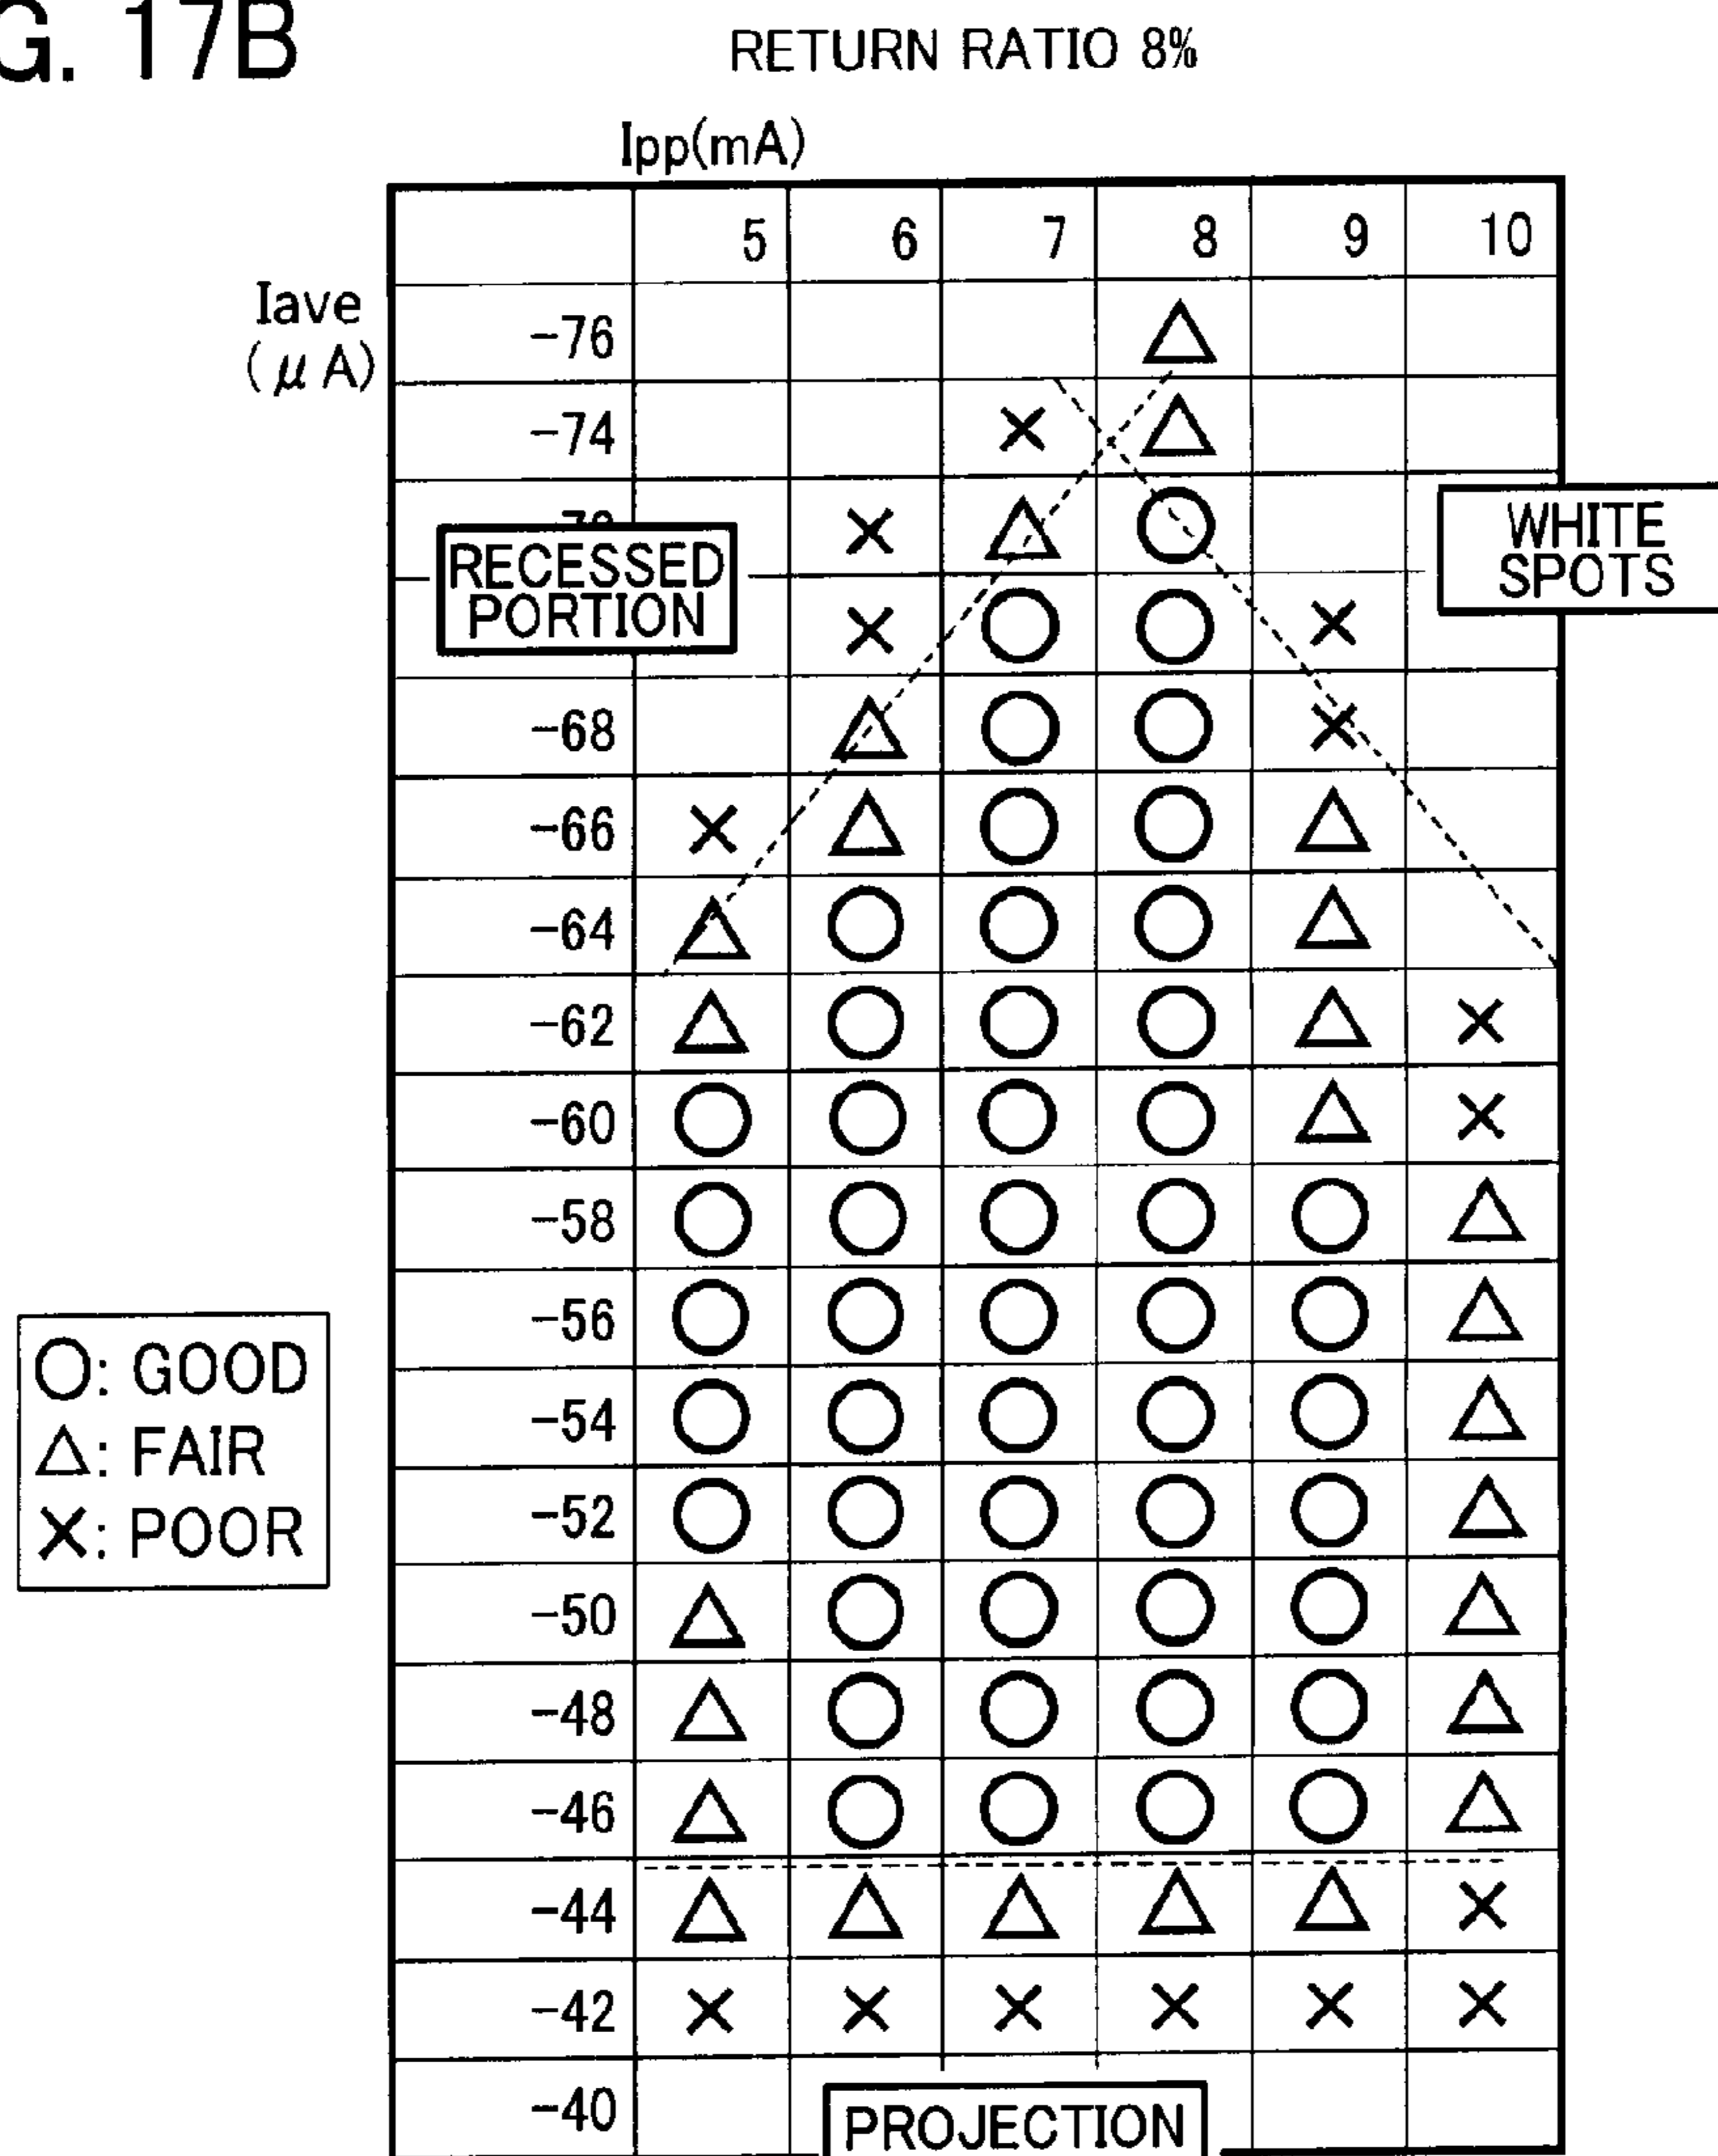 G. 17B
RETURN RATIO 8%
Ipp(mA)
5 6 7 8 9 10
Iave
(μA)
-76 △
-74 × △
× △ ○
WHITE
SPOTS
RECESSED
PORTION
× ○ ○ ×
-68 △ ○ ○ ×
-66 × △ ○ ○ △
-64 △ ○ ○ ○ △
-62 △ ○ ○ ○ △ ×
-60 ○ ○ ○ ○ △ ×
-58 ○ ○ ○ ○ ○ △
-56 ○ ○ ○ ○ ○ △
-54 ○ ○ ○ ○ ○ △
-52 ○ ○ ○ ○ ○ △
-50 △ ○ ○ ○ ○ △
-48 △ ○ ○ ○ ○ △
-46 △ ○ ○ ○ ○ △
-44 △ △ △ △ △ ×
-42 × × × × × ×
-40
PROJECTION
○: GOOD
△: FAIR
×: POOR